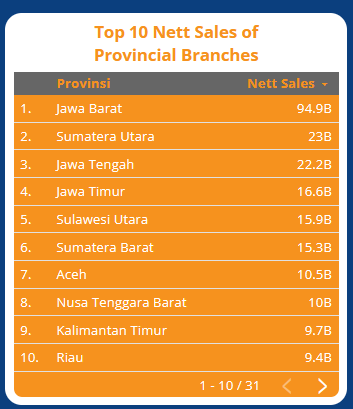 Top 10 Nett Sales of
Provincial Branches
Provinsi Nett Sales
1. Jawa Barat 94.9B
2. Sumatera Utara 23B
3. Jawa Tengah 22.2B
4. Jawa Timur 16.6B
5. Sulawesi Utara 15.9B
6. Sumatera Barat 15.3B
7. Aceh 10.5B
8. Nusa Tenggara Barat 10B
9. Kalimantan Timur 9.7B
10. Riau 9.4B
1 - 10 / 31